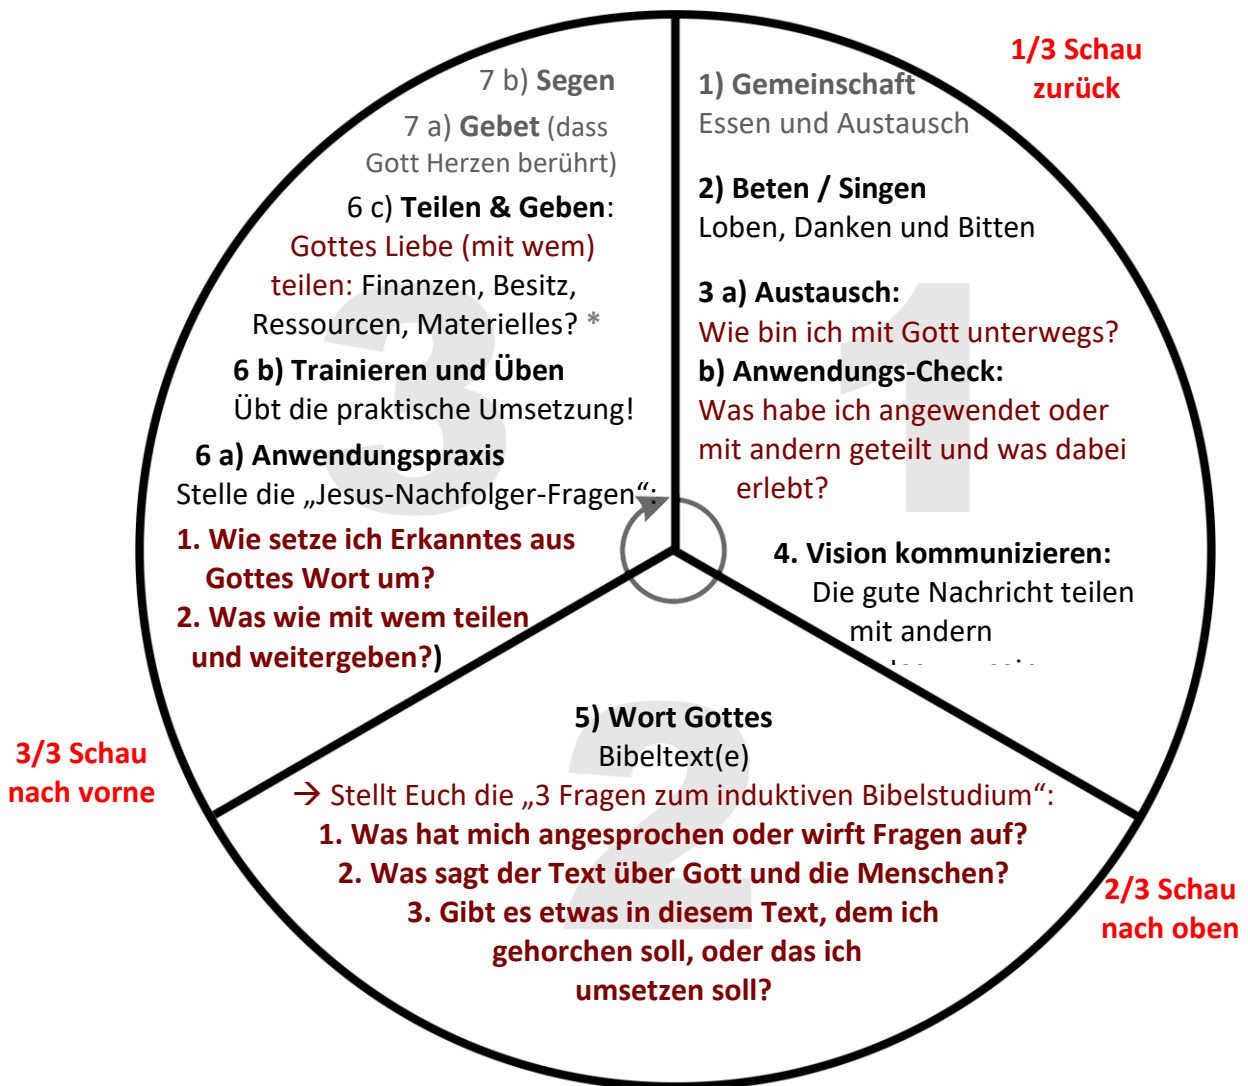 1/3 Schau
zurück
1) Gemeinschaft
Essen und Austausch
2) Beten / Singen
Loben, Danken und Bitten
3 a) Austausch:
Wie bin ich mit Gott unterwegs?
b) Anwendungs-Check:
Was habe ich angewendet oder
mit andern geteilt und was dabei
erlebt?
4. Vision kommunizieren:
Die gute Nachricht teilen
mit andern
1
2/3 Schau
nach oben
5) Wort Gottes
Bibeltext(e)
→ Stellt Euch die „3 Fragen zum induktiven Bibelstudium“:
1. Was hat mich angesprochen oder wirft Fragen auf?
2. Was sagt der Text über Gott und die Menschen?
3. Gibt es etwas in diesem Text, dem ich
gehorchen soll, oder das ich
umsetzen soll?
2
3/3 Schau
nach vorne
7 b) Segen
7 a) Gebet (dass
Gott Herzen berührt)
6 c) Teilen & Geben:
Gottes Liebe (mit wem)
teilen: Finanzen, Besitz,
Ressourcen, Materielles? *
6 b) Trainieren und Üben
Übt die praktische Umsetzung!
6 a) Anwendungspraxis
Stelle die „Jesus-Nachfolger-Fragen“:
1. Wie setze ich Erkanntes aus
Gottes Wort um?
2. Was wie mit wem teilen
und weitergeben?)
3